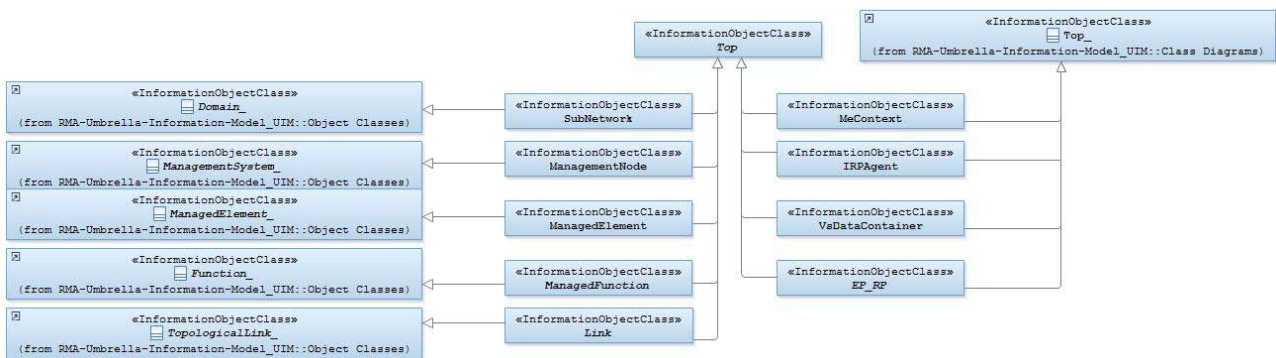 «InformationObjectClass»
Top
«InformationObjectClass»
Top_
(from RMA-Umbrella-Information-Model_UIM::Class Diagrams)
«InformationObjectClass»
Domain_
(from RMA-Umbrella-Information-Model_UIM::Object Classes)
«InformationObjectClass»
SubNetwork
«InformationObjectClass»
MeContext
«InformationObjectClass»
ManagementSystem_
(from RMA-Umbrella-Information-Model_UIM::Object Classes)
«InformationObjectClass»
ManagementNode
«InformationObjectClass»
IRPAgent
«InformationObjectClass»
ManagedElement_
(from RMA-Umbrella-Information-Model_UIM::Object Classes)
«InformationObjectClass»
ManagedElement
«InformationObjectClass»
VsDataContainer
«InformationObjectClass»
Function_
(from RMA-Umbrella-Information-Model_UIM::Object Classes)
«InformationObjectClass»
ManagedFunction
«InformationObjectClass»
EP_RP
«InformationObjectClass»
TopologicalLink_
(from RMA-Umbrella-Information-Model_UIM::Object Classes)
«InformationObjectClass»
Link